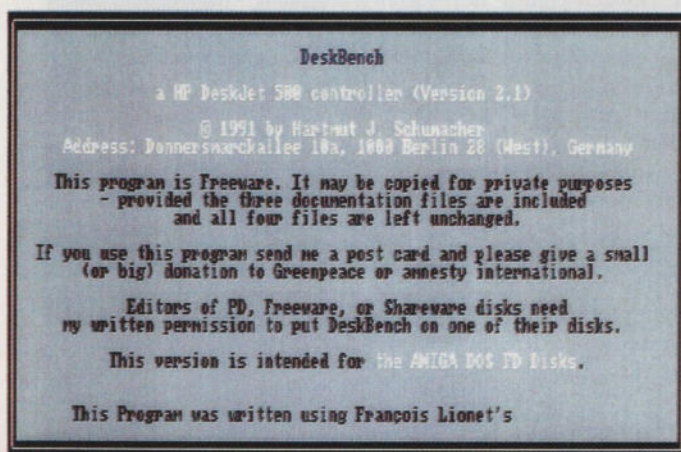 DeskBench
a HP DeskJet 500 controller (Version 2.1)
© 1991 by Hartmut J. Schumacher
Address: Donnersmarckallee 10a, 1000 Berlin 28 (West), Germany
This program is Freeware. It may be copied for private purposes
- provided the three documentation files are included
and all four files are left unchanged.
If you use this program send me a post card and please give a small
(or big) donation to Greenpeace or amnesty international.
Editors of PD, Freeware, or Shareware disks need
my written permission to put DeskBench on one of their disks.
This version is intended for the AMIGA DOS PD Disks.
This Program was written using François Lionet's